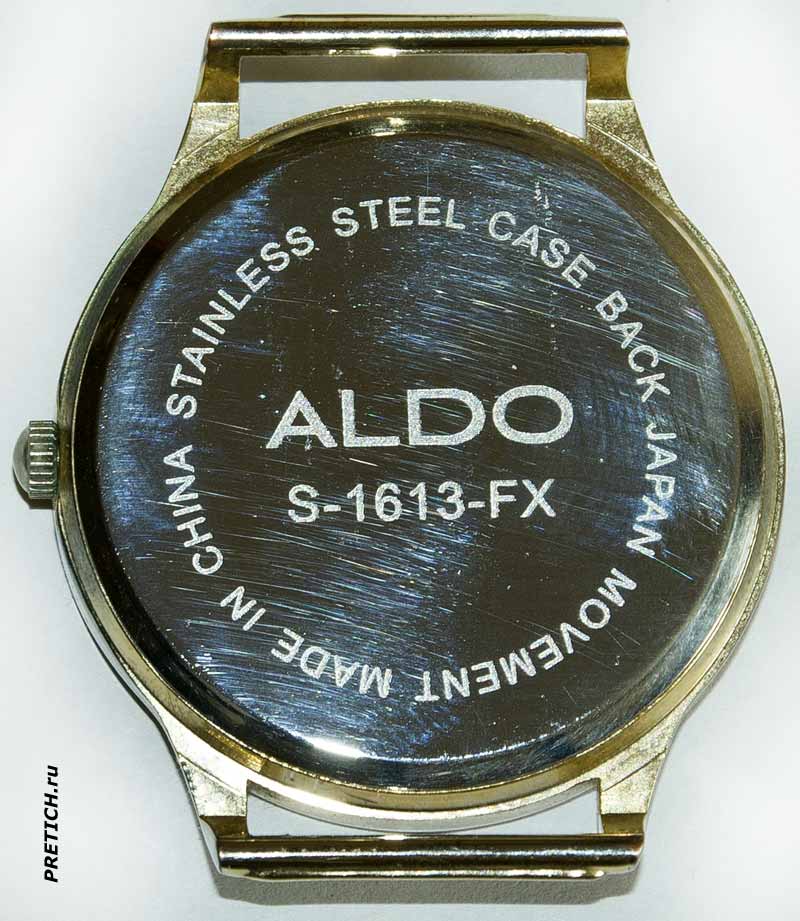 STAINLESS STEEL CASE BACK JAPAN MOVEMENT MADE IN CHINA
ALDO
S-1613-FX
PRETICH.ru